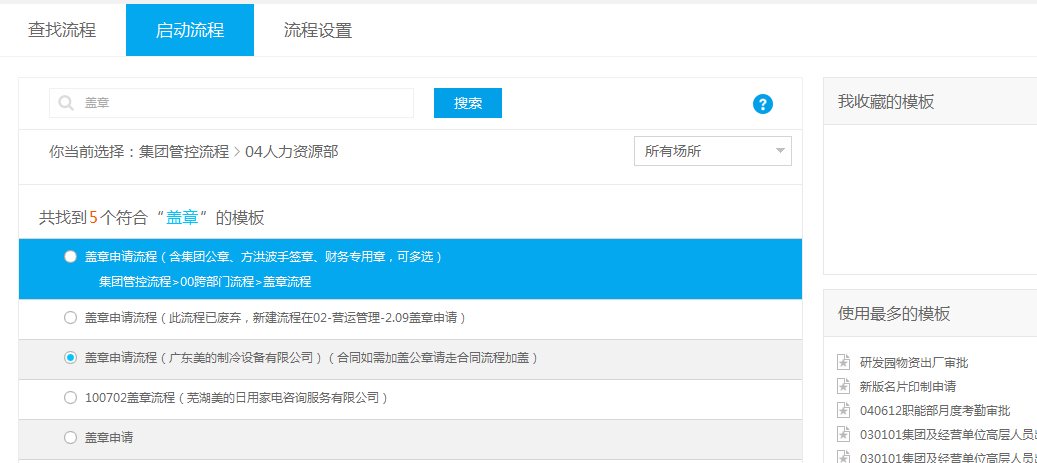 查找流程 启动流程 流程设置
盖章 搜索 ?
你当前选择：集团管控流程 > 04人力资源部 所有场所
共找到5个符合“盖章”的模板
盖章申请流程（含集团公章、方洪波手签章、财务专用章，可多选）
集团管控流程>00跨部门流程>盖章流程
盖章申请流程（此流程已废弃，新建流程在02-营运管理-2.09盖章申请）
盖章申请流程（广东美的制冷设备有限公司）（合同如需加盖公章请走合同流程加盖）
100702盖章流程（芜湖美的日用家电咨询服务有限公司）
盖章申请
我收藏的模板
使用最多的模板
研发园物资出厂审批
新版名片印制申请
040612职能部月度考勤审批
030101集团及经营单位高层人员
030101集团及经营单位高层人员